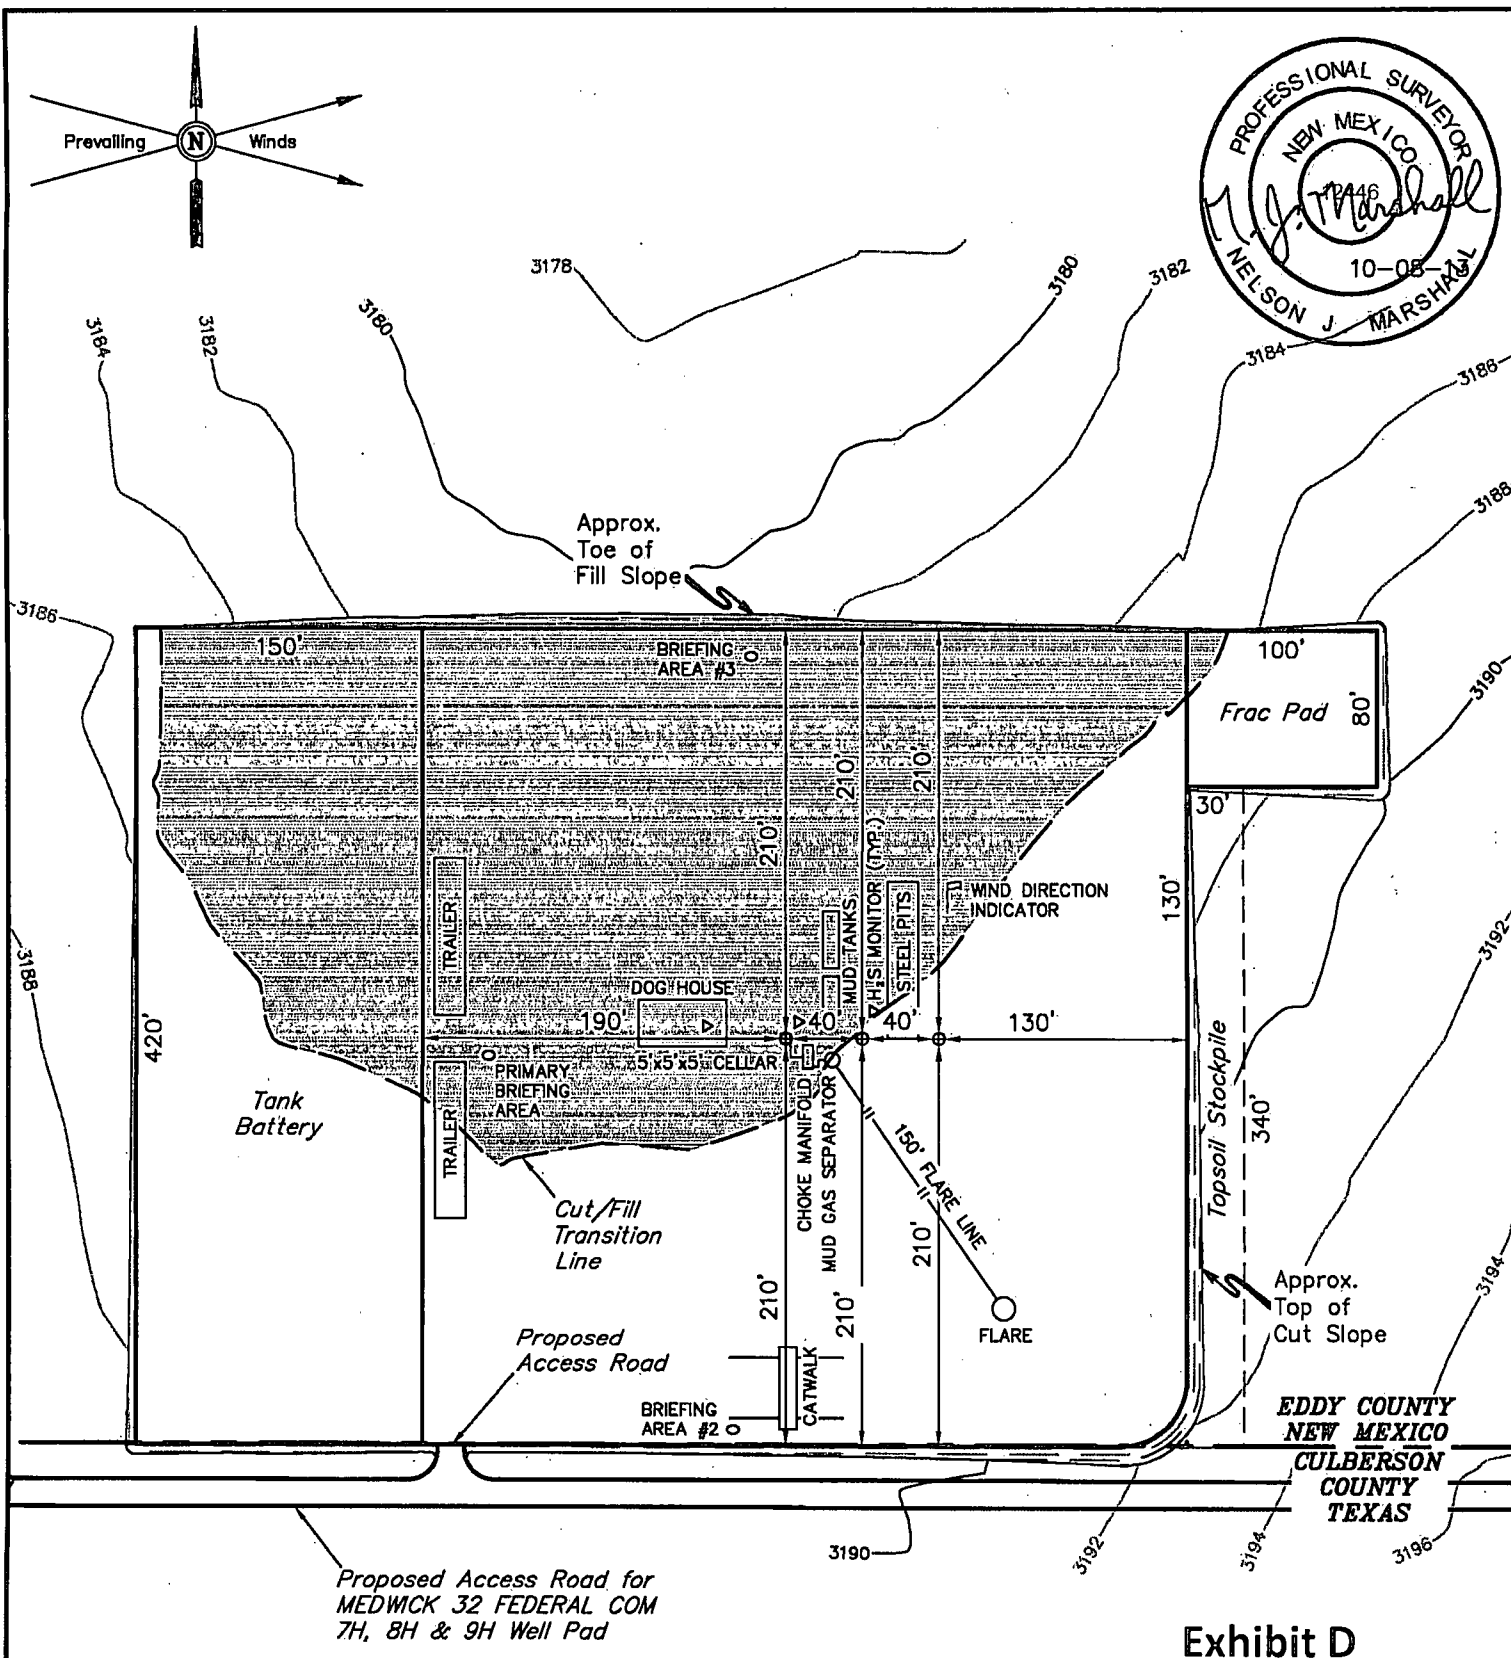 Prevailing
N
Winds
PROFESSIONAL SURVEYOR
NEW MEXICO
12446
N. J. Marshall
10-08-13
NELSON J. MARSHALL
3178
3180
3182
3184
3182
3180
3184
3186
3188
3186
3190
3188
3192
3194
Approx.
Toe of
Fill Slope
150'
BRIEFING
AREA #3
100'
Frac Pad
80'
30'
210'
210'
210'
130'
WIND DIRECTION
INDICATOR
TRAILER
MUD TANKS
H2S MONITOR (TYP.)
STEEL PITS
DOG HOUSE
420'
190'
40'
40'
130'
5'x5'x5' CELLAR
PRIMARY
BRIEFING
AREA
TRAILER
Tank
Battery
CHOKE MANIFOLD
MUD GAS SEPARATOR
150' FLARE LINE
Topsoil Stockpile
340'
Cut/Fill
Transition
Line
210'
210'
210'
FLARE
Approx.
Top of
Cut Slope
Proposed
Access Road
CATWALK
BRIEFING
AREA #2
EDDY COUNTY
NEW MEXICO
CULBERSON
COUNTY
TEXAS
3190
3192
3194
3196
Proposed Access Road for
MEDWICK 32 FEDERAL COM
7H, 8H & 9H Well Pad
Exhibit D